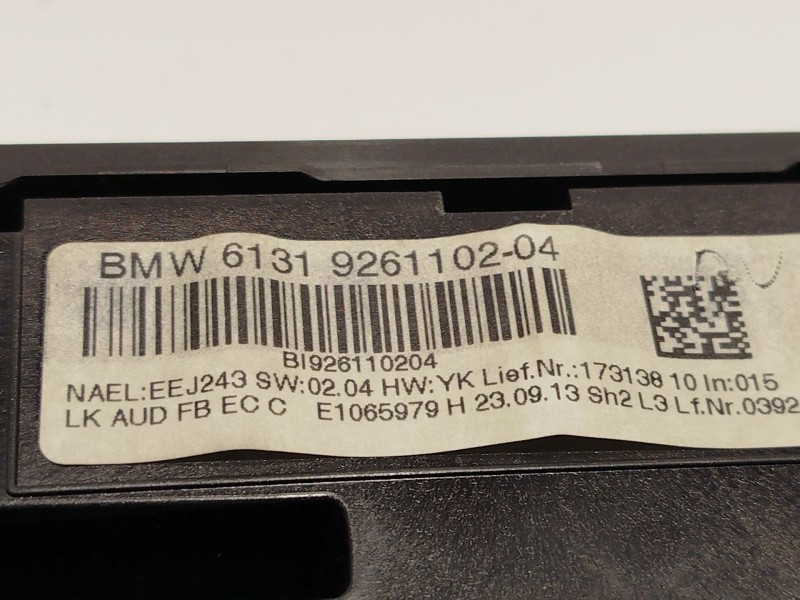 BMW 6131 9261102-04
BI926110204
NAEL:EEJ243 SW:02.04 HW:YK Lief.Nr.:173138 10 In:015
LK AUD FB EC C E1065979 H 23.09.13 Sh2 L3 Lf.Nr.0392